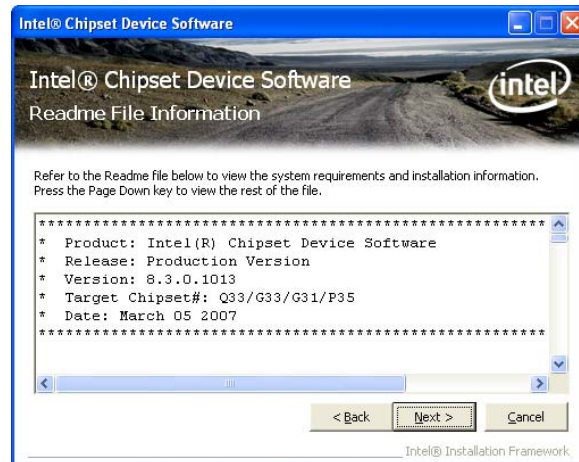 Intel® Chipset Device Software
Intel® Chipset Device Software
intel
Readme File Information
Refer to the Readme file below to view the system requirements and installation information.
Press the Page Down key to view the rest of the file.
************************************************************
* Product: Intel(R) Chipset Device Software
* Release: Production Version
* Version: 8.3.0.1013
* Target Chipset#: Q33/G33/G31/P35
* Date: March 05 2007
************************************************************
< Back
Next >
Cancel
Intel® Installation Framework